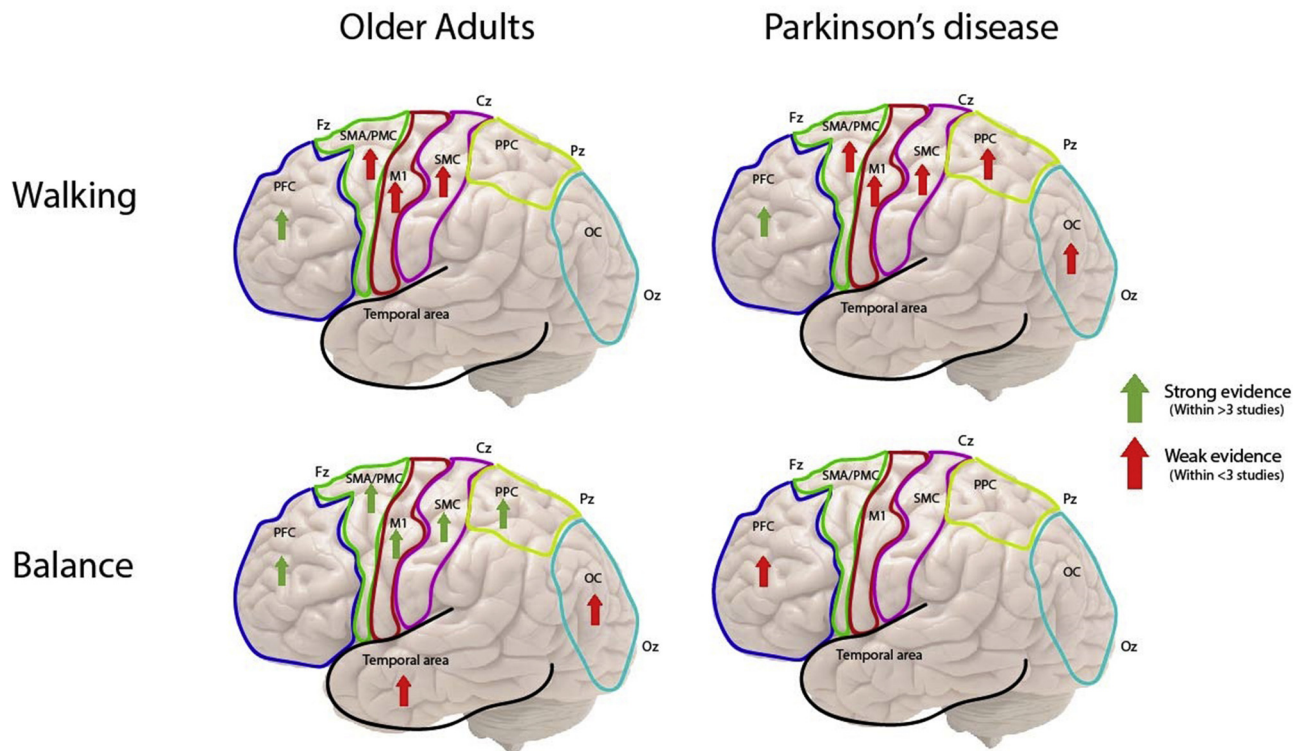 Older Adults
Parkinson's disease
Walking
Fz
Cz
SMA/PMC
PPC
Pz
SMC
M1
PFC
OC
Oz
Temporal area
Fz
Cz
SMA/PMC
PPC
Pz
SMC
M1
PFC
OC
Oz
Temporal area
Strong evidence
(Within >3 studies)
Weak evidence
(Within <3 studies)
Balance
Fz
Cz
SMA/PMC
PPC
Pz
SMC
M1
PFC
OC
Oz
Temporal area
Fz
Cz
SMA/PMC
PPC
Pz
SMC
M1
PFC
OC
Oz
Temporal area